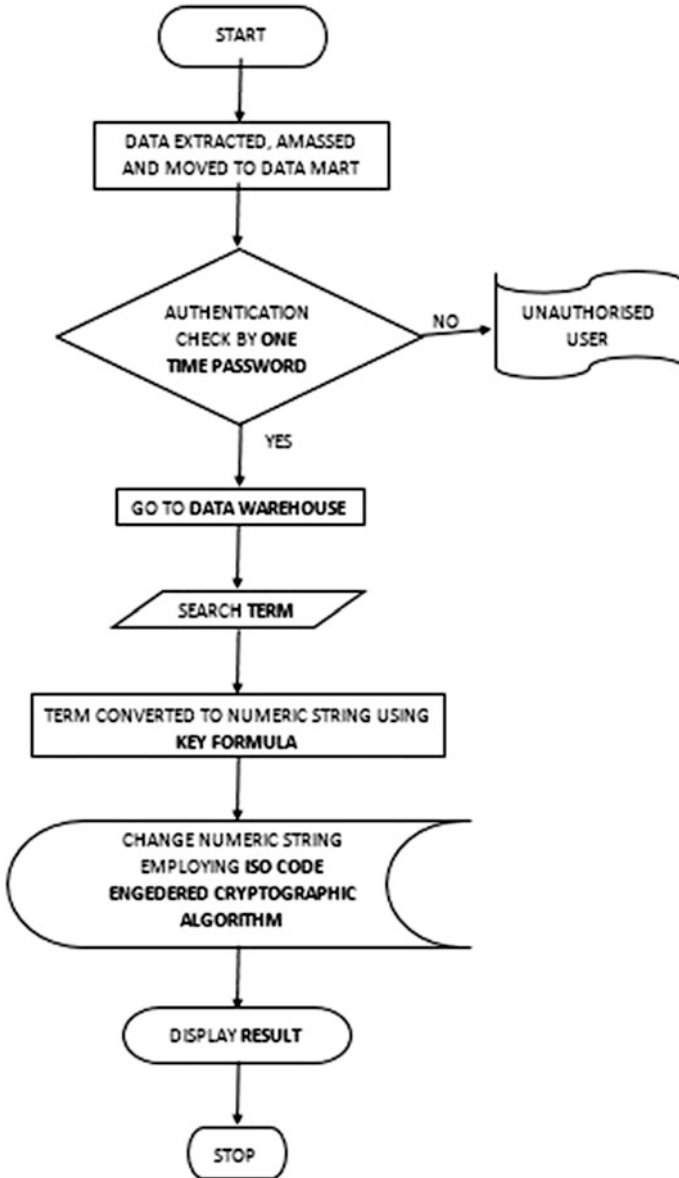 START
DATA EXTRACTED, AMASSED
AND MOVED TO DATA MART
AUTHENTICATION
CHECK BY ONE
TIME PASSWORD
NO
UNAUTHORISED
USER
YES
GO TO DATA WAREHOUSE
SEARCH TERM
TERM CONVERTED TO NUMERIC STRING USING
KEY FORMULA
CHANGE NUMERIC STRING
EMPLOYING ISO CODE
ENGEDERED CRYPTOGRAPHIC
ALGORITHM
DISPLAY RESULT
STOP